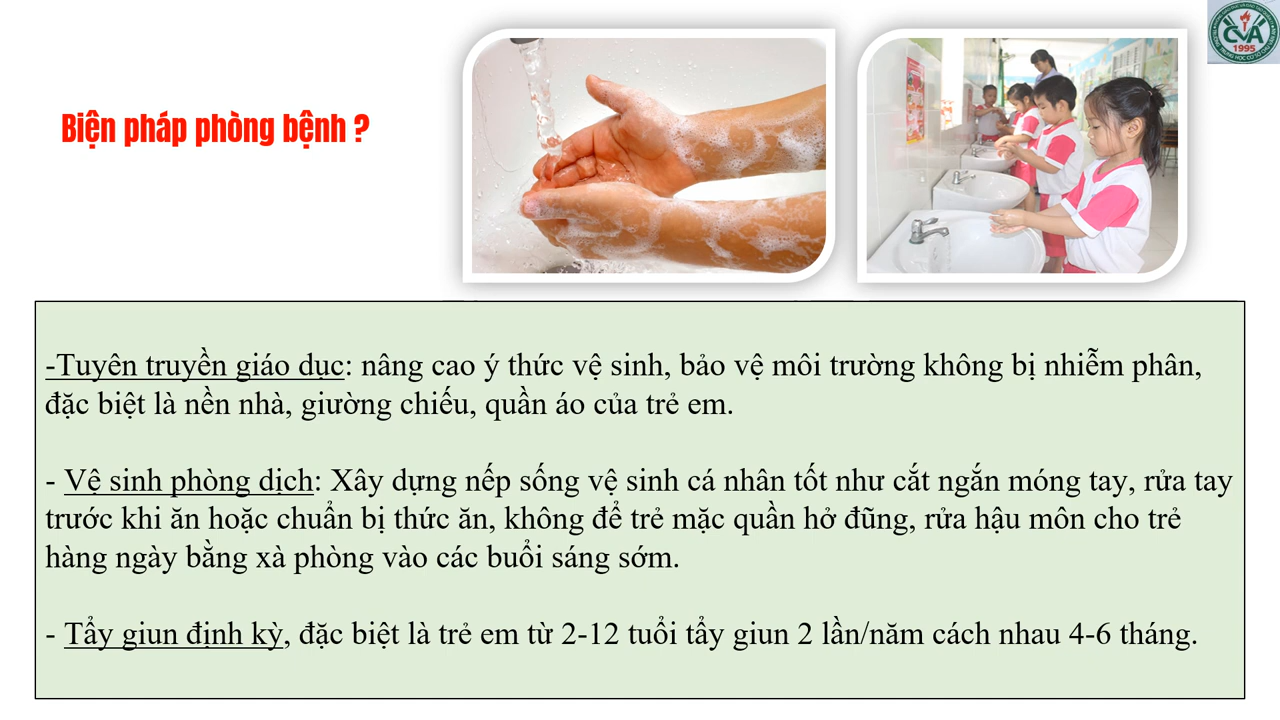 Biện pháp phòng bệnh ?
CVA
1995
-Tuyên truyền giáo dục: nâng cao ý thức vệ sinh, bảo vệ môi trường không bị nhiễm phân,
đặc biệt là nền nhà, giường chiếu, quần áo của trẻ em.
- Vệ sinh phòng dịch: Xây dựng nếp sống vệ sinh cá nhân tốt như cắt ngắn móng tay, rửa tay
trước khi ăn hoặc chuẩn bị thức ăn, không để trẻ mặc quần hở đũng, rửa hậu môn cho trẻ
hàng ngày bằng xà phòng vào các buổi sáng sớm.
- Tẩy giun định kỳ, đặc biệt là trẻ em từ 2-12 tuổi tẩy giun 2 lần/năm cách nhau 4-6 tháng.